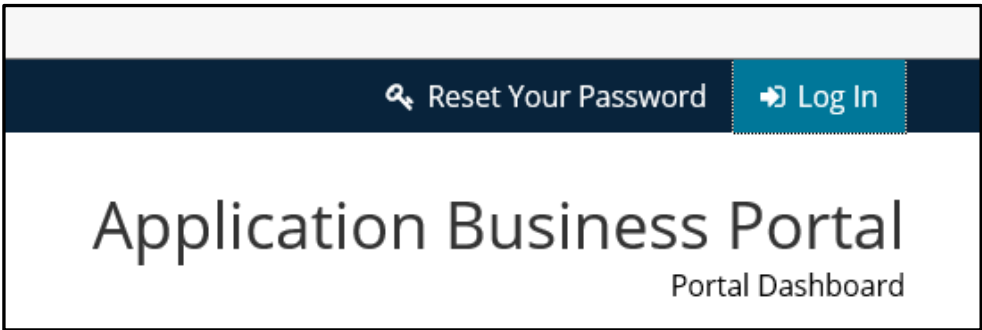 Reset Your Password Log In
Application Business Portal
Portal Dashboard